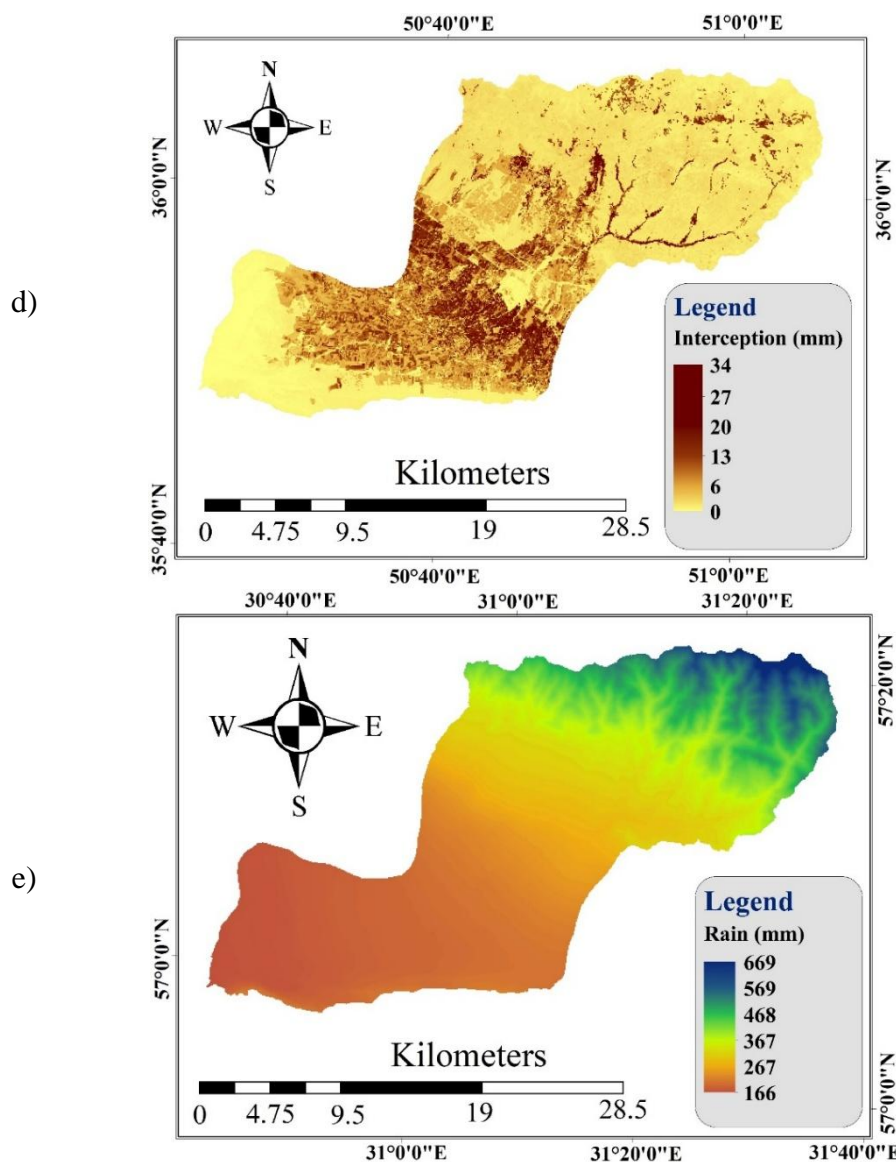 50°40'0"E 51°0'0"E
N
W E
S
36°0'0"N
36°0'0"N
d)
Legend
Interception (mm)
34
27
20
13
6
0
Kilometers
0 4.75 9.5 19 28.5
35°40'0"N
50°40'0"E 51°0'0"E
30°40'0"E 31°0'0"E 31°20'0"E
N
W E
S
57°20'0"N
e)
Legend
Rain (mm)
669
569
468
367
267
166
57°0'0"N
Kilometers
0 4.75 9.5 19 28.5
57°0'0"N
31°0'0"E 31°20'0"E 31°40'0"E